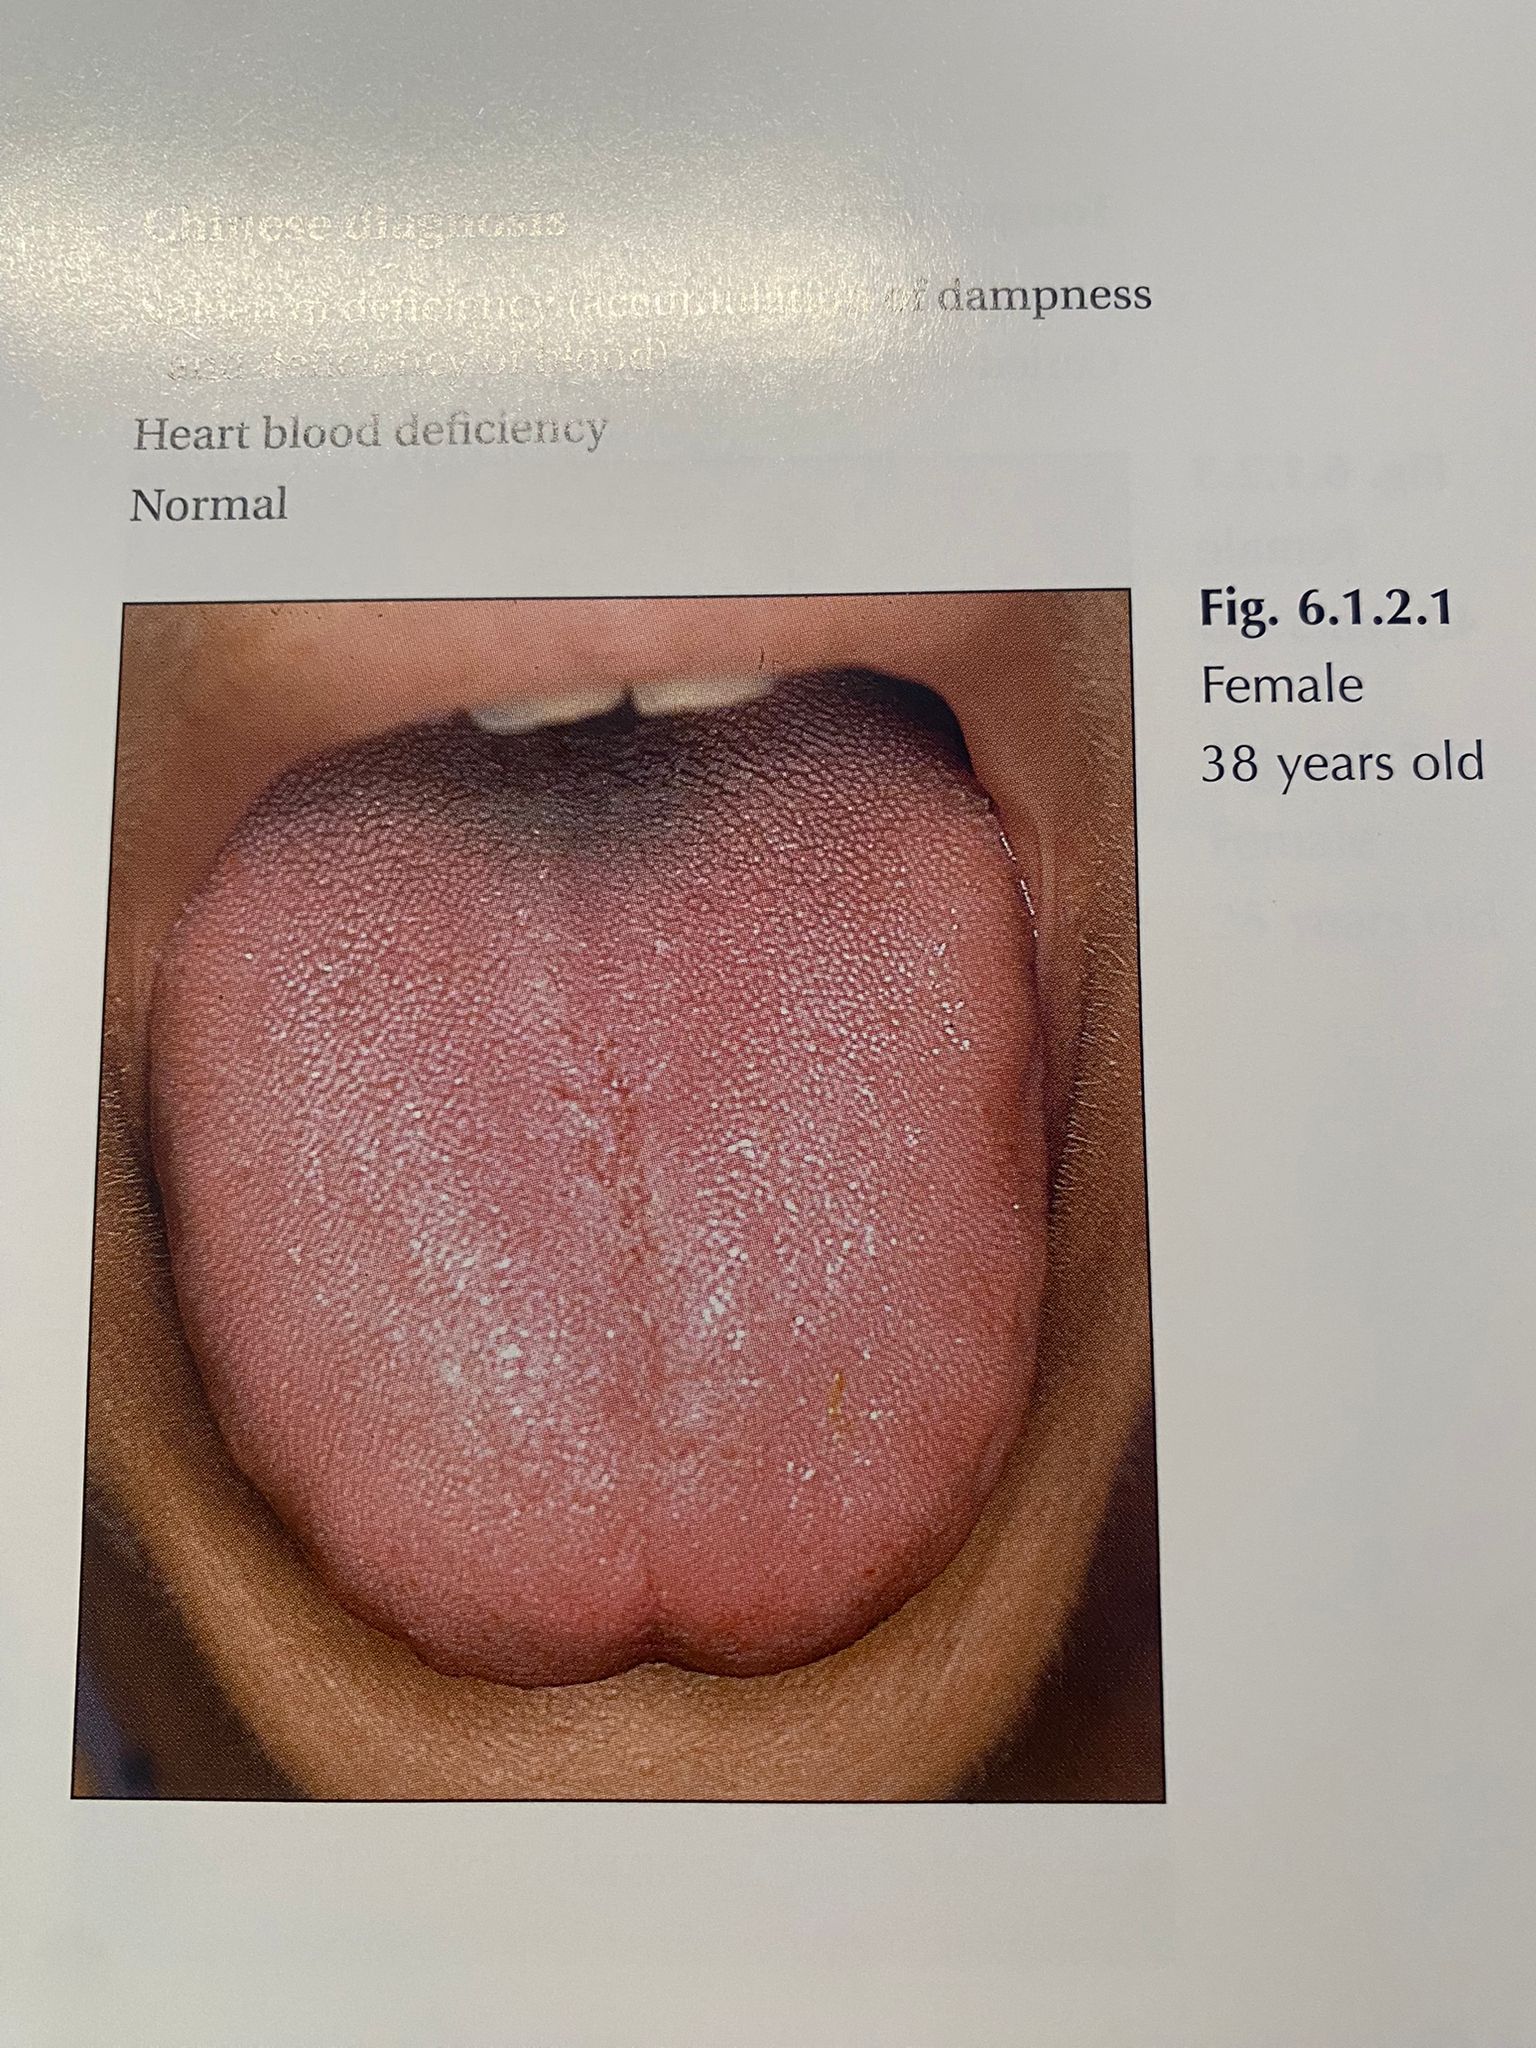 Chinese diagnosis
deficiency (accumulation of dampness
and deficiency of blood)
Heart blood deficiency
Normal
Fig. 6.1.2.1
Female
38 years old